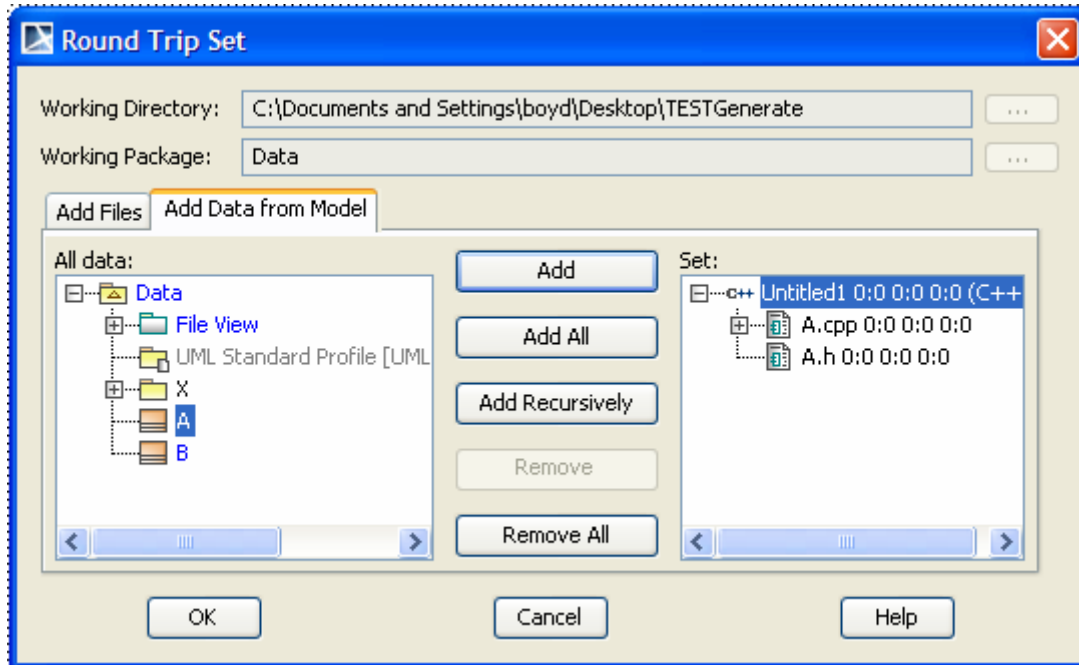 Round Trip Set
Working Directory: C:\Documents and Settings\boyd\Desktop\TESTGenerate ...
Working Package: Data ...
Add Files Add Data from Model
All data:
Data
File View
UML Standard Profile [UML
X
A
B
Add
Add All
Add Recursively
Remove
Remove All
Set:
C++ Untitled1 0:0 0:0 0:0 (C++
A.cpp 0:0 0:0 0:0
A.h 0:0 0:0 0:0
OK Cancel Help